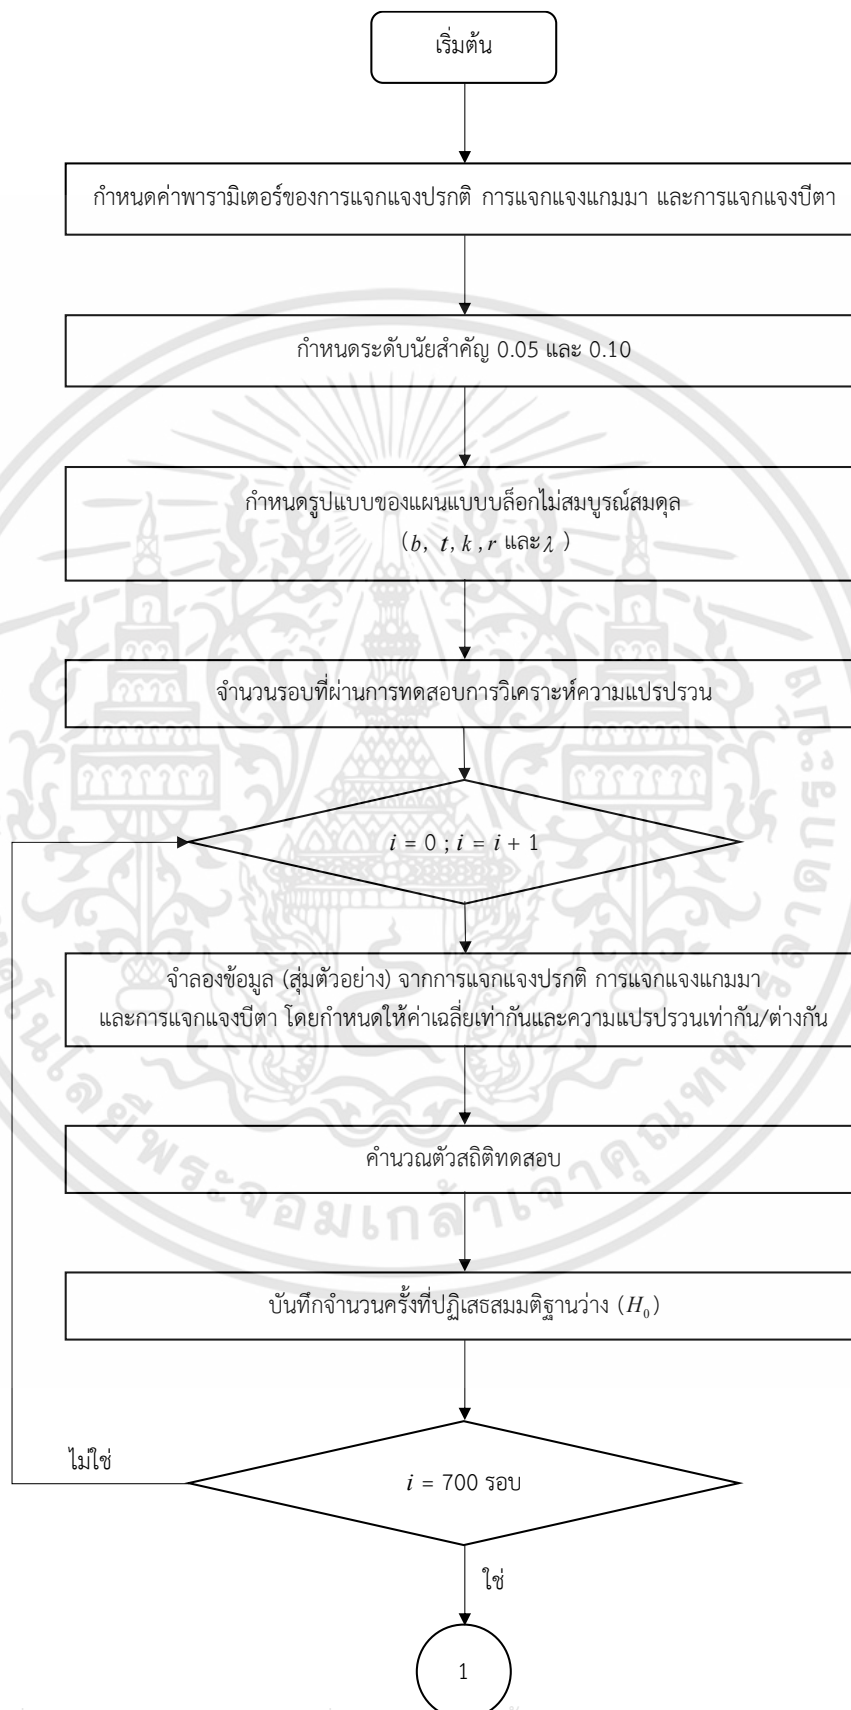 เริ่มต้น
กำหนดค่าพารามิเตอร์ของการแจกแจงปรกติ การแจกแจงแกมมา และการแจกแจงบีตา
กำหนดระดับนัยสำคัญ 0.05 และ 0.10
กำหนดรูปแบบของแผนแบบบล็อกไม่สมบูรณ์สมดุล
(b, t, k , r และ λ )
จำนวนรอบที่ผ่านการทดสอบการวิเคราะห์ความแปรปรวน
i = 0 ; i = i + 1
จำลองข้อมูล (สุ่มตัวอย่าง) จากการแจกแจงปรกติ การแจกแจงแกมมา
และการแจกแจงบีตา โดยกำหนดให้ค่าเฉลี่ยเท่ากันและความแปรปรวนเท่ากัน/ต่างกัน
คำนวณตัวสถิติทดสอบ
บันทึกจำนวนครั้งที่ปฏิเสธสมมติฐานว่าง (H₀)
ไม่ใช่
i = 700 รอบ
ใช่
1